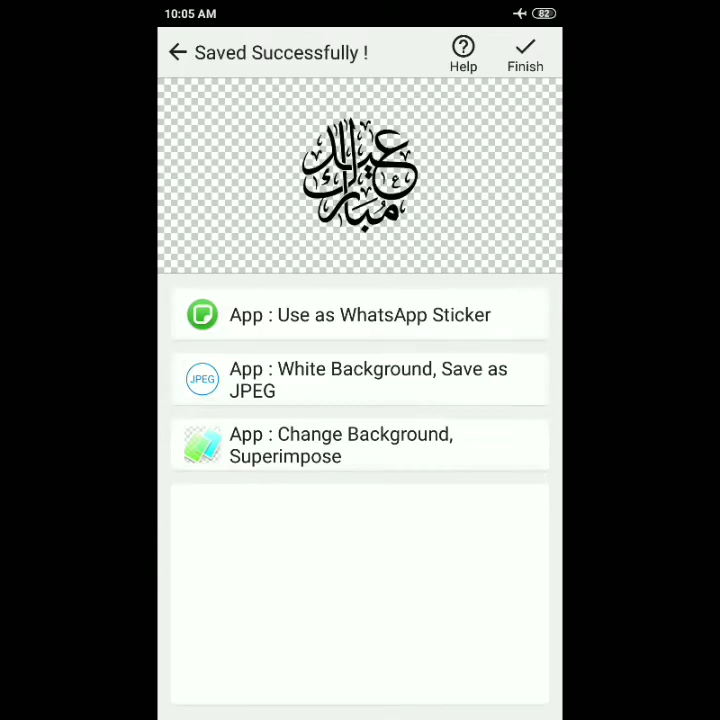 10:05 AM
82
Saved Successfully !
Help
Finish
عيد
مبارك
App : Use as WhatsApp Sticker
JPEG
App : White Background, Save as
JPEG
App : Change Background,
Superimpose